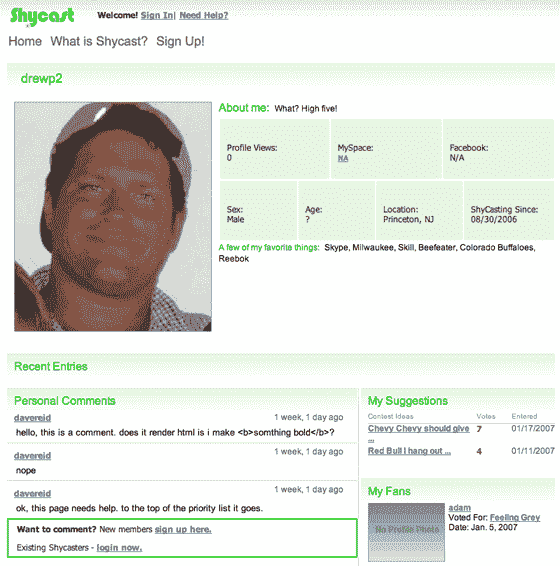 Shycast
Welcome! Sign In| Need Help?
Home What is Shycast? Sign Up!
drewp2
About me: What? High five!
Profile Views:
0
MySpace:
NA
Facebook:
N/A
Sex:
Male
Age:
?
Location:
Princeton, NJ
ShyCasting Since:
08/30/2006
A few of my favorite things: Skype, Milwaukee, Skill, Beefeater, Colorado Buffaloes,
Reebok
Recent Entries
Personal Comments
davereid 1 week, 1 day ago
hello, this is a comment. does it render html is i make <b>somthing bold</b>?
davereid 1 week, 1 day ago
nope
davereid 1 week, 1 day ago
ok, this page needs help. to the top of the priority list it goes.
Want to comment? New members sign up here.
Existing Shycasters - login now.
My Suggestions
Contest Ideas Votes Entered
Chevy Chevy should give 7 01/17/2007
...
Red Bull I hang out ... 4 01/11/2007
My Fans
No Profile Photo
adam
Voted For: Feeling Grey
Date: Jan. 5, 2007